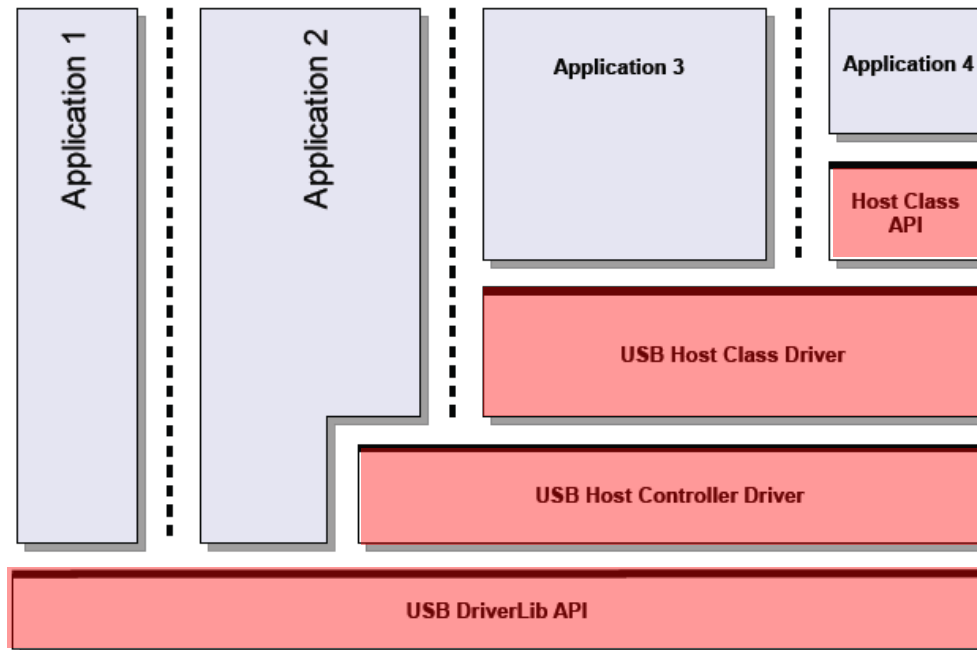 Application 1
Application 2
Application 3
Application 4
Host Class
API
USB Host Class Driver
USB Host Controller Driver
USB DriverLib API